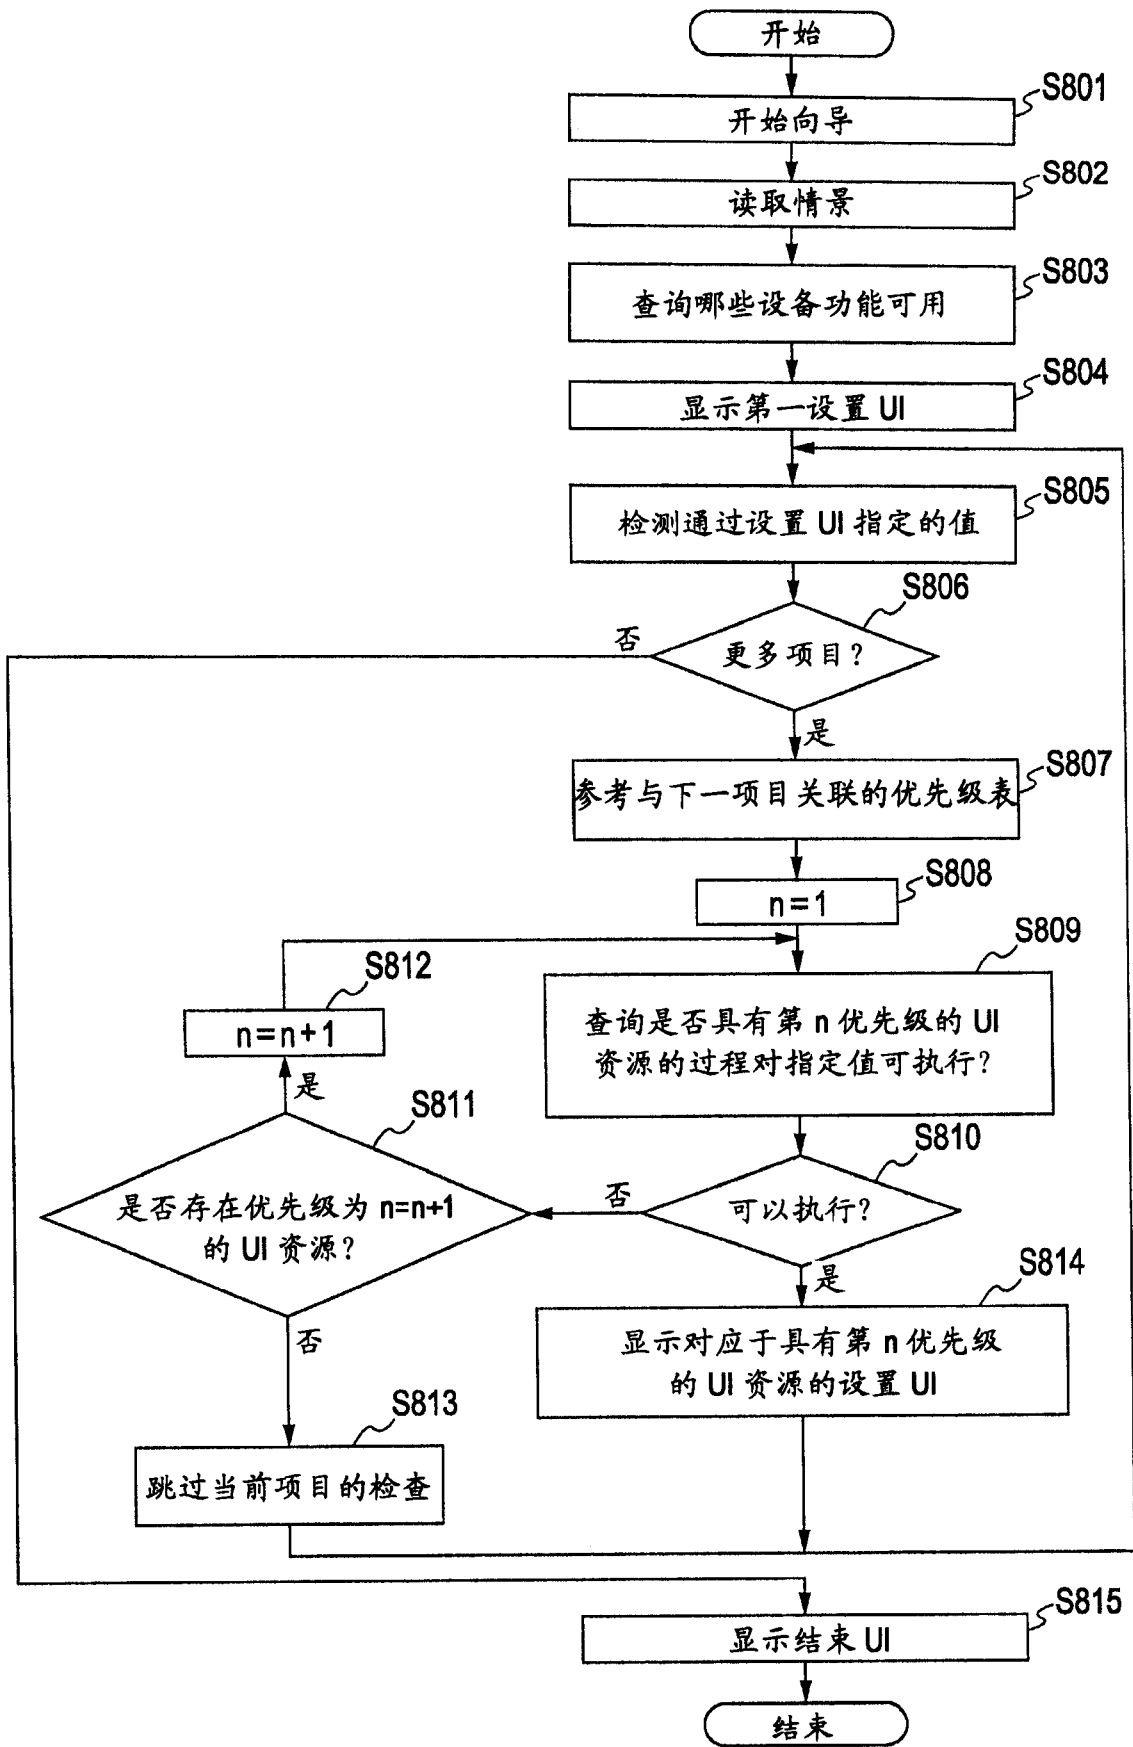 开始
S801
开始向导
S802
读取情景
S803
查询哪些设备功能可用
S804
显示第一设置 UI
S805
检测通过设置 UI 指定的值
S806
否
更多项目?
是
S807
参考与下一项目关联的优先级表
S808
n=1
S809
S812
n=n+1
查询是否具有第 n 优先级的 UI
资源的过程对指定值可执行?
是
S811
S810
是否存在优先级为 n=n+1
的 UI 资源?
否
可以执行?
是
S814
否
显示对应于具有第 n 优先级
的 UI 资源的设置 UI
S813
跳过当前项目的检查
S815
显示结束 UI
结束